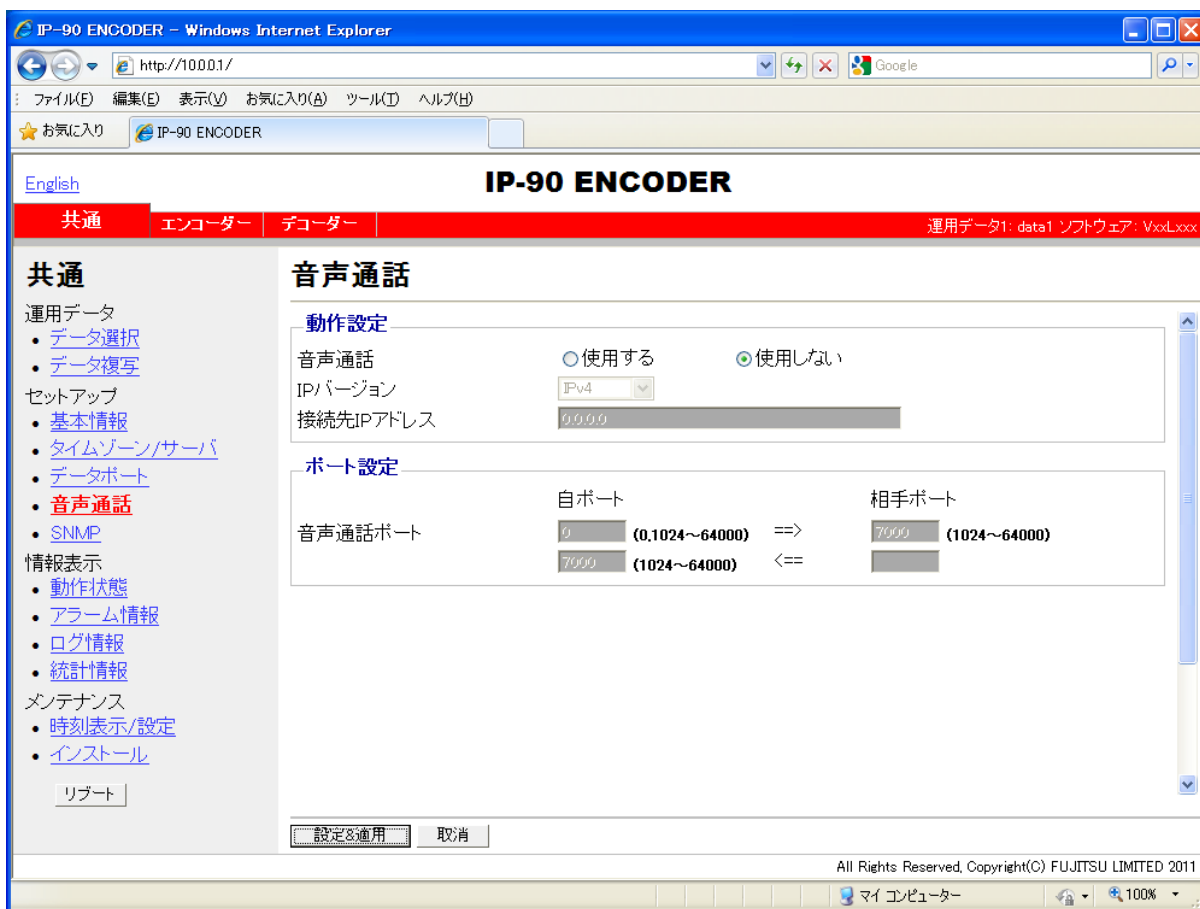 IP-90 ENCODER - Windows Internet Explorer
http://10.0.0.1/
Google
ファイル(F) 編集(E) 表示(V) お気に入り(A) ツール(T) ヘルプ(H)
お気に入り
IP-90 ENCODER
English
IP-90 ENCODER
共通 エンコーダー デコーダー 運用データ1: data1 ソフトウェア: VxxLxxx
共通
運用データ
データ選択
データ複写
セットアップ
基本情報
タイムゾーン/サーバ
データポート
音声通話
SNMP
情報表示
動作状態
アラーム情報
ログ情報
統計情報
メンテナンス
時刻表示/設定
インストール
リブート
音声通話
動作設定
音声通話 使用する 使用しない
IPバージョン IPv4
接続先IPアドレス 0.0.0.0
ポート設定
自ポート 相手ポート
音声通話ポート 0 (0,1024～64000) ==> 7000 (1024～64000)
7000 (1024～64000) <==
設定&適用 取消
All Rights Reserved, Copyright(C) FUJITSU LIMITED 2011
マイ コンピューター 100%